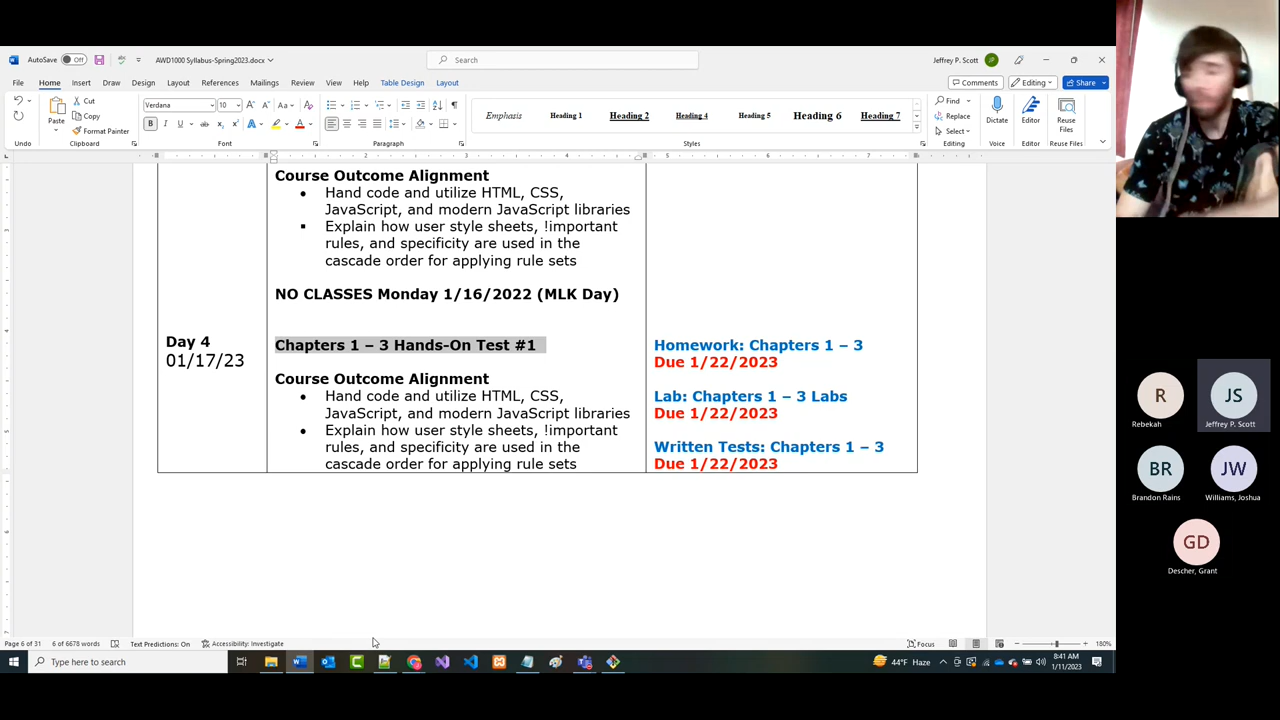 AutoSave Off AWD1000 Syllabus-Spring2023.docx Search Jeffrey P. Scott JS
File Home Insert Draw Design Layout References Mailings Review View Help Table Design Layout Comments Editing Share
Cut
Copy
Format Painter
Paste
Verdana 10
Emphasis Heading 1 Heading 2 Heading 4 Heading 5 Heading 6 Heading 7
Find
Replace
Select
Dictate Editor Reuse Files
Undo Clipboard Font Paragraph Styles Editing Voice Editor Reuse Files
2 3 4 5 6 7
Course Outcome Alignment
• Hand code and utilize HTML, CSS,
JavaScript, and modern JavaScript libraries
▪ Explain how user style sheets, !important
rules, and specificity are used in the
cascade order for applying rule sets
NO CLASSES Monday 1/16/2022 (MLK Day)
Day 4
01/17/23
Chapters 1 – 3 Hands-On Test #1
Course Outcome Alignment
• Hand code and utilize HTML, CSS,
JavaScript, and modern JavaScript libraries
• Explain how user style sheets, !important
rules, and specificity are used in the
cascade order for applying rule sets
Homework: Chapters 1 – 3
Due 1/22/2023
Lab: Chapters 1 – 3 Labs
Due 1/22/2023
Written Tests: Chapters 1 – 3
Due 1/22/2023
R
Rebekah
JS
Jeffrey P. Scott
BR
Brandon Rains
JW
Williams, Joshua
GD
Descher, Grant
Page 6 of 31 6 of 6678 words Text Predictions: On Accessibility: Investigate Focus 180%
Type here to search 44°F Haze 8:41 AM
1/11/2023